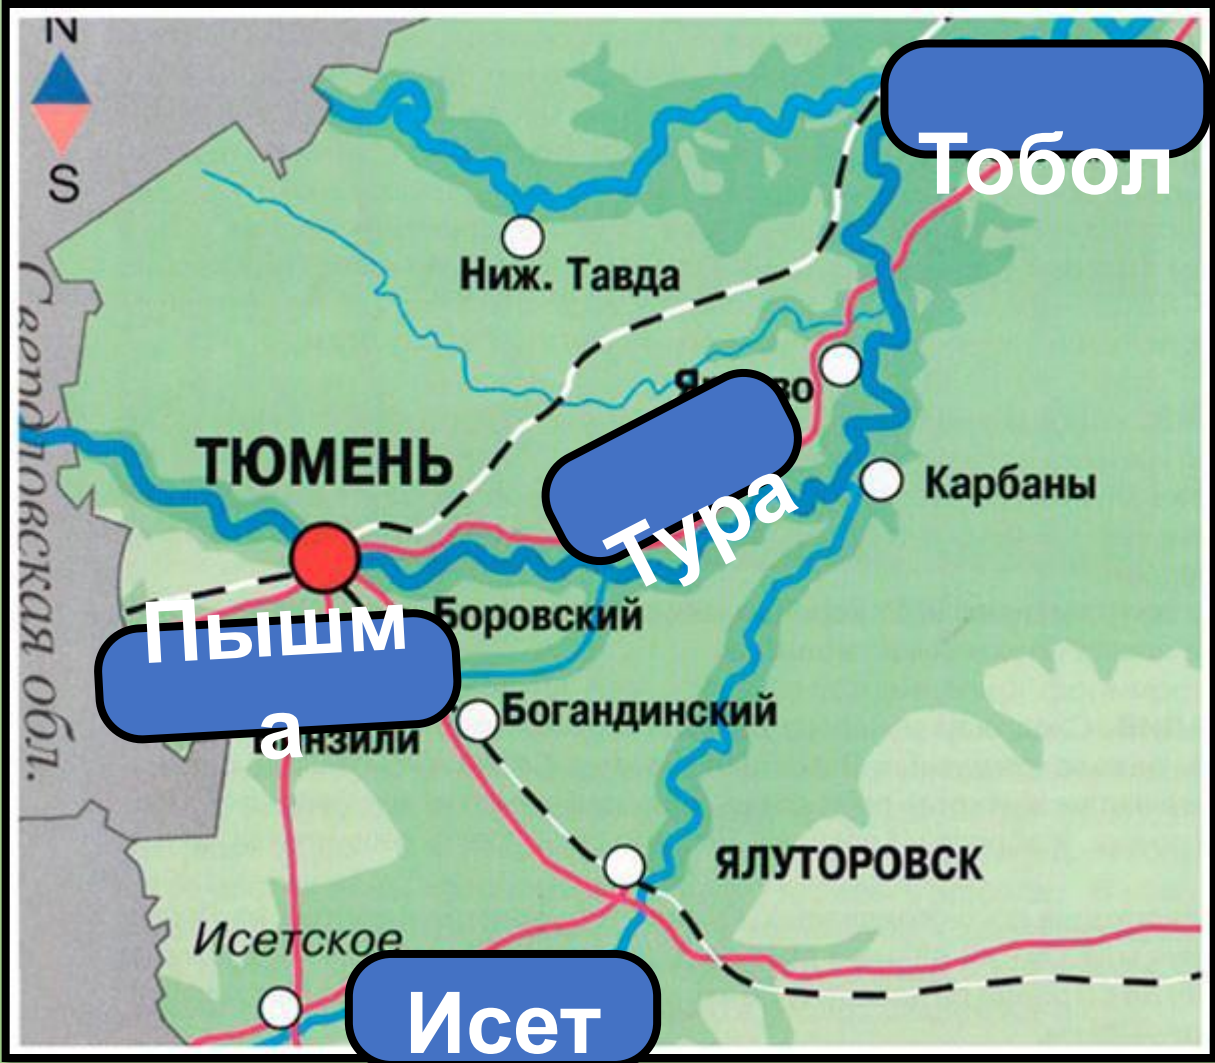 N
S
Тобол
Ниж. Тавда
Свердловская обл.
ТЮМЕНЬ
Карбаны
Тура
Боровский
Пышм
а
Богандинский
ЯЛУТОРОВСК
Исетское
Исет